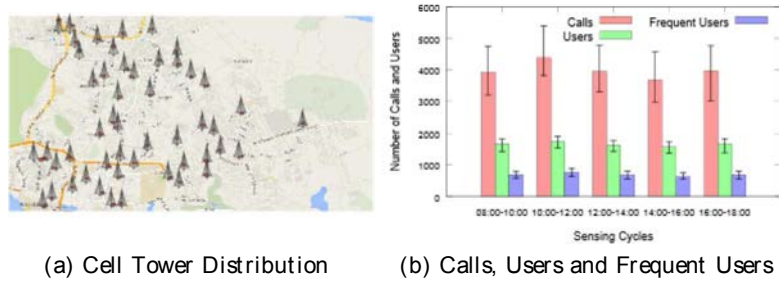 6000
5000
4000
3000
2000
1000
0
Number of Calls and Users
Calls
Users
Frequent Users
08:00-10:00 10:00-12:00 12:00-14:00 14:00-16:00 16:00-18:00
Sensing Cycles
(a) Cell Tower Distribution
(b) Calls, Users and Frequent Users